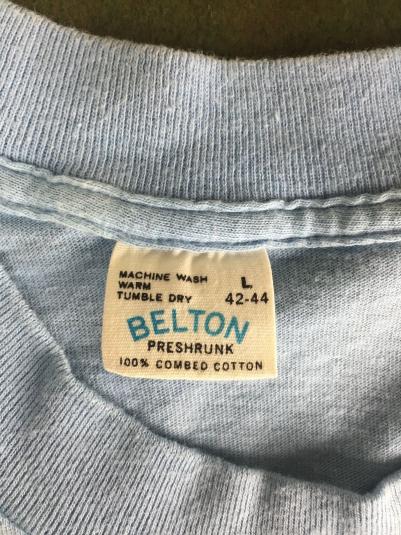 MACHINE WASH
WARM
TUMBLE DRY
L
42-44
BELTON
PRESHRUNK
100% COMBED COTTON